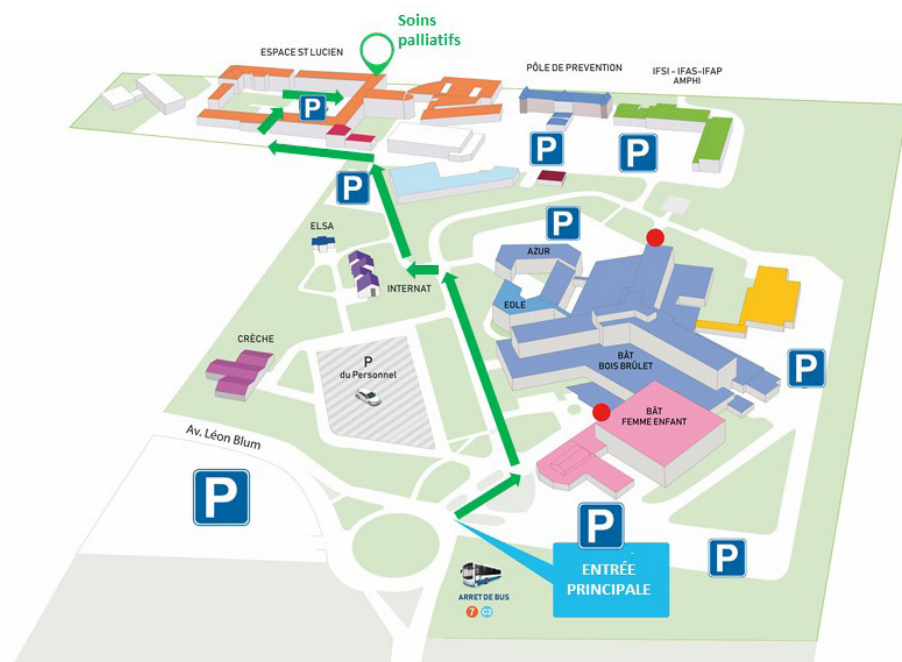 Soins
palliatifs
ESPACE ST LUCIEN
PÔLE DE PREVENTION
IFSI - IFAS-IFAP
AMPHI
P
P
P
P
P
ELSA
AZUR
INTERNAT
EOLE
CRÈCHE
P
du Personnel
BÂT
BOIS BRÛLET
P
BÂT
FEMME ENFANT
Av. Léon Blum
P
P
P
ENTRÉE
PRINCIPALE
ARRET DE BUS
7 C2